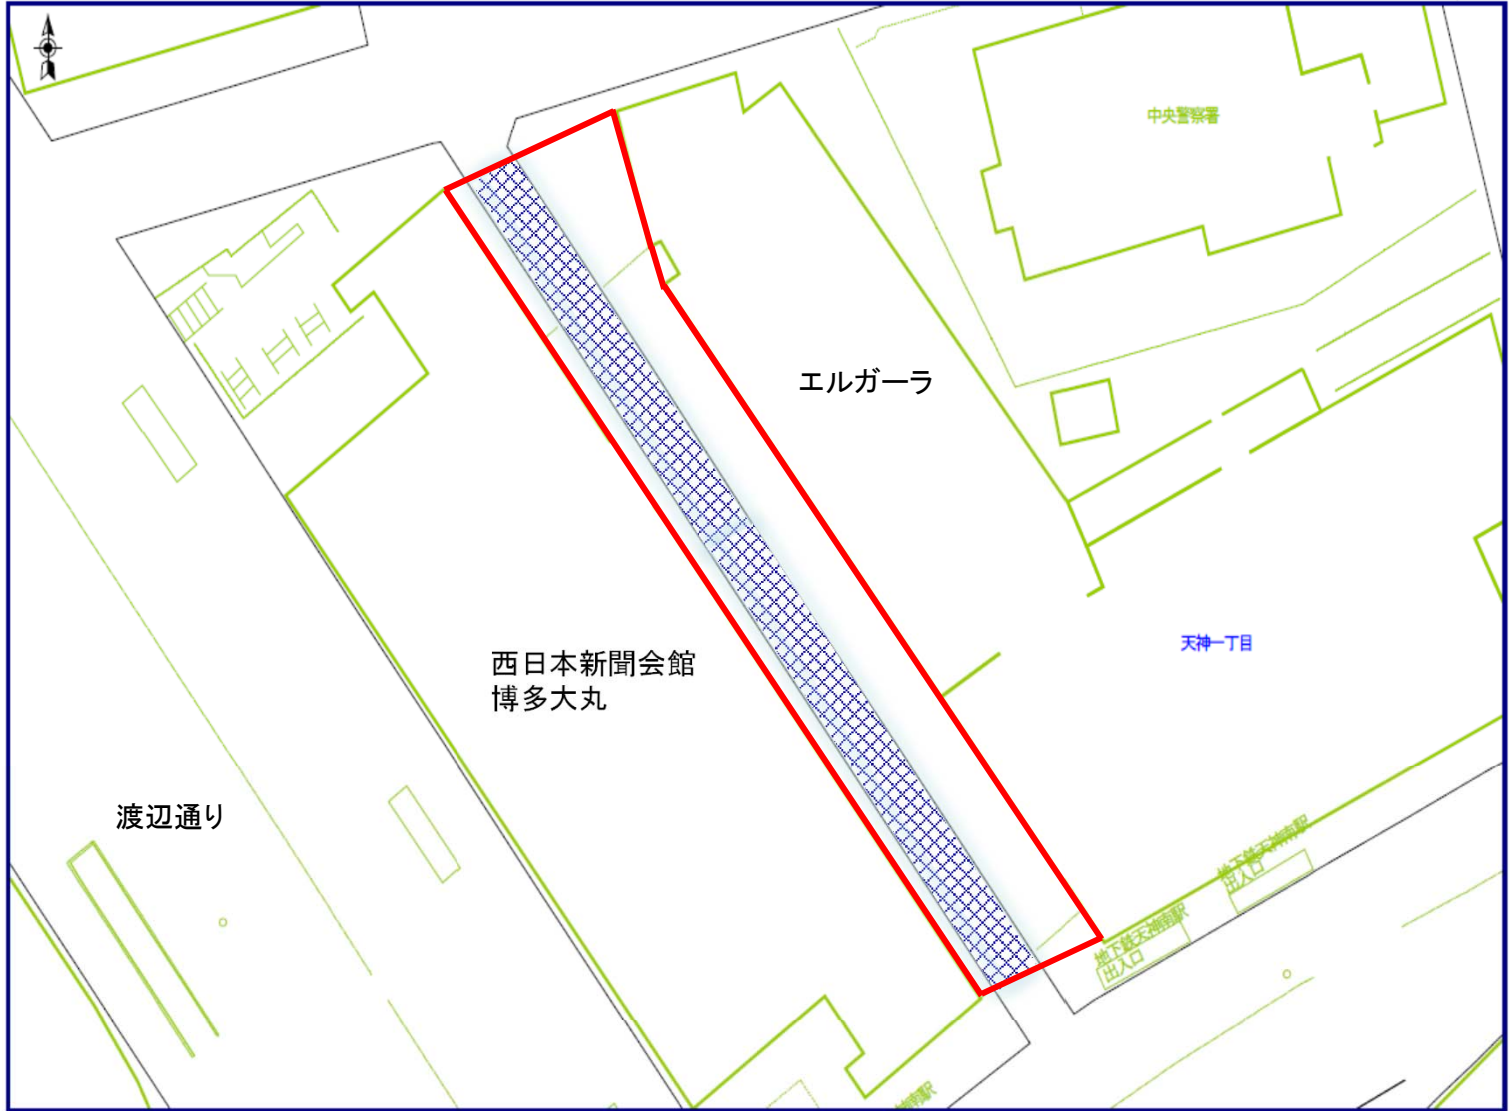 中央警察署
エルガーラ
天神一丁目
西日本新聞会館
博多大丸
渡辺通り
地下鉄天神南駅
出入口
地下鉄天神南駅
出入口